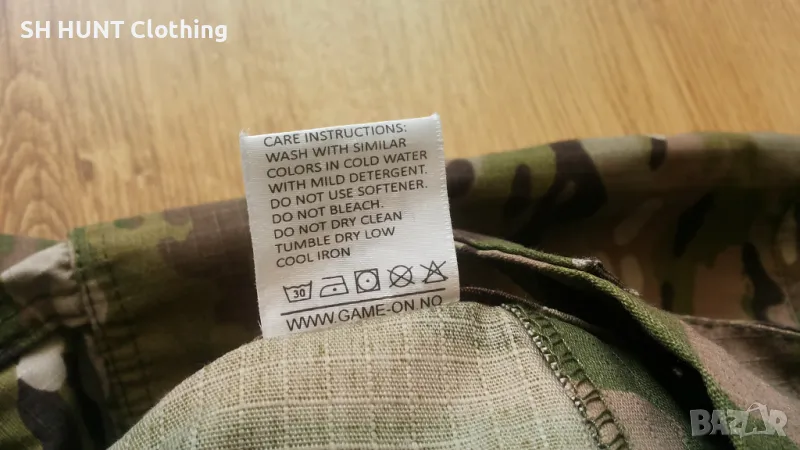 SH HUNT Clothing
CARE INSTRUCTIONS:
WASH WITH SIMILAR
COLORS IN COLD WATER
WITH MILD DETERGENT.
DO NOT USE SOFTENER.
DO NOT BLEACH.
DO NOT DRY CLEAN
TUMBLE DRY LOW
COOL IRON
30
WWW.GAME-ON.NO
BAZAR